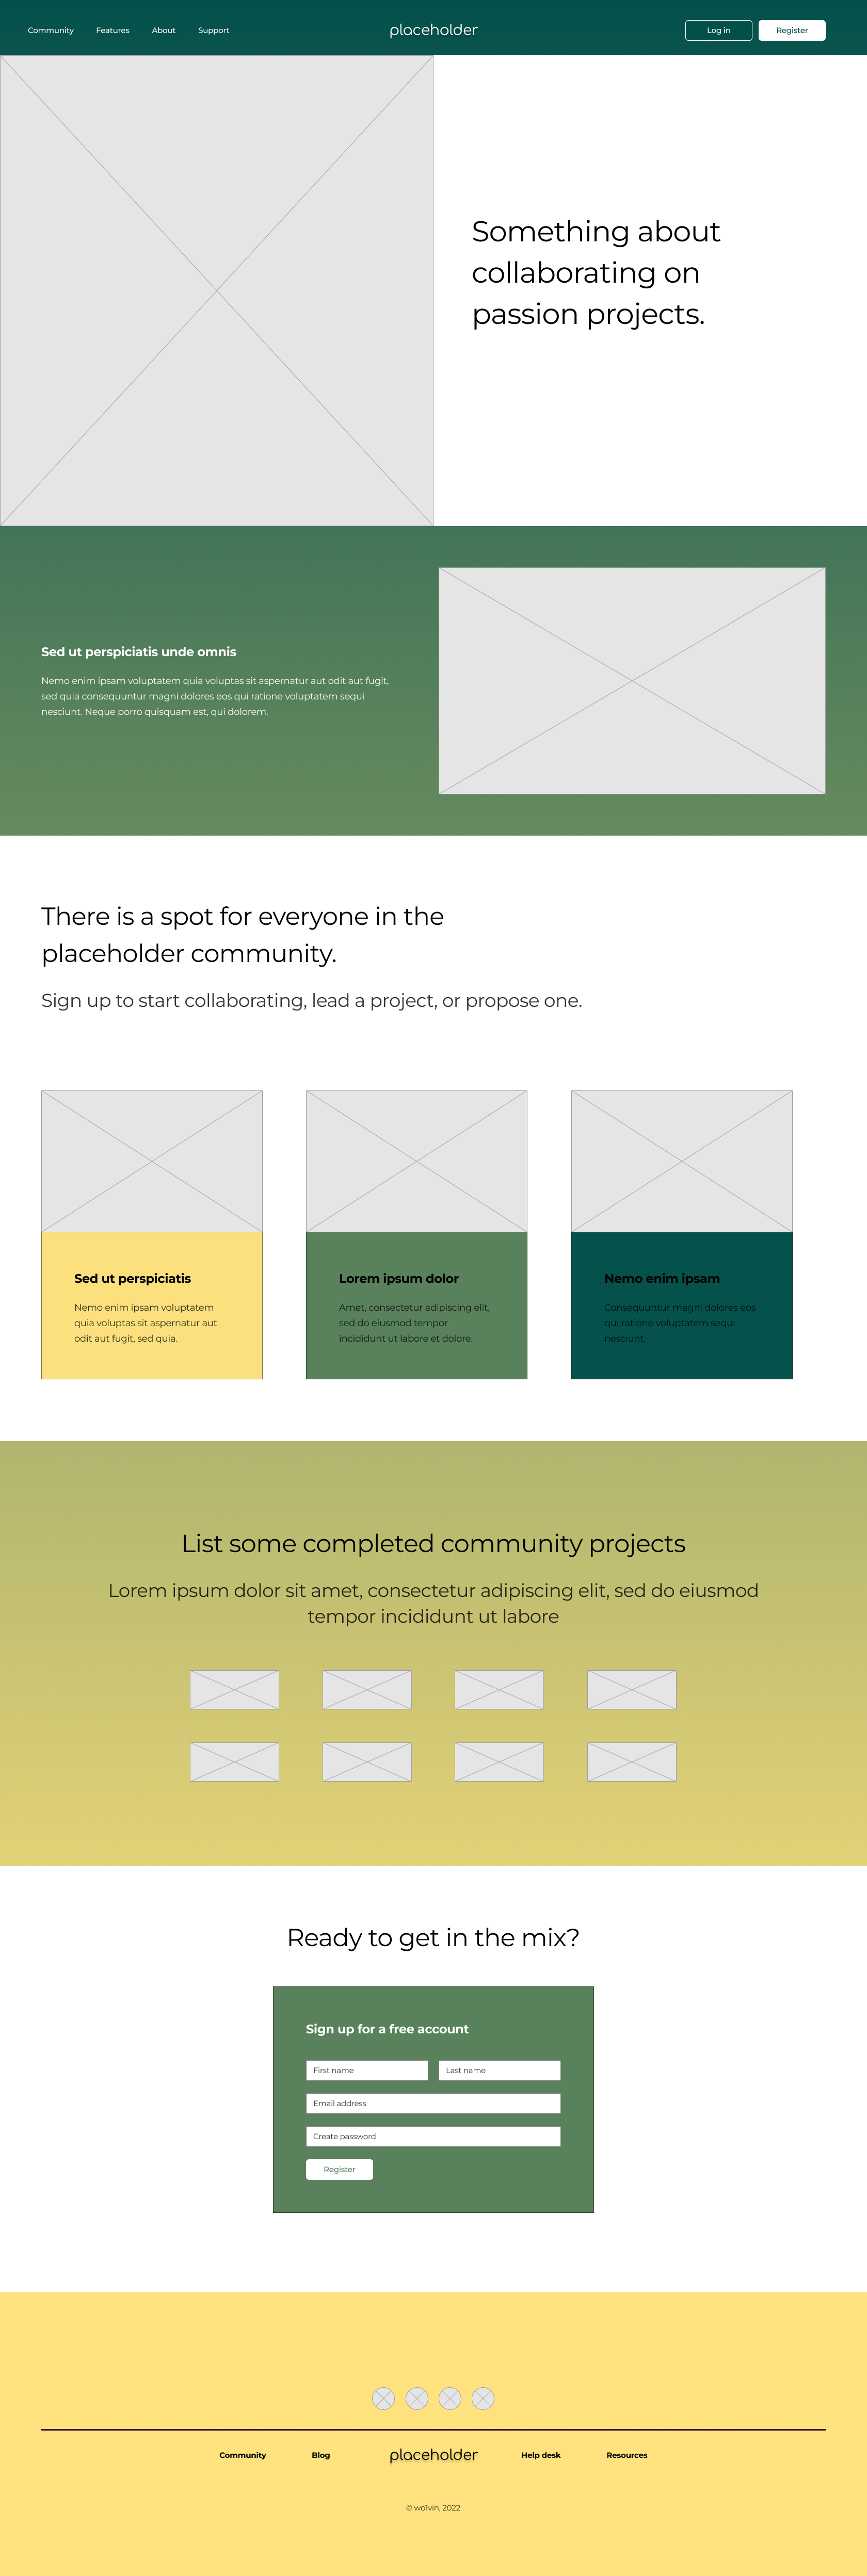 Community Features About Support placeholder Log in Register
Something about
collaborating on
passion projects.
Sed ut perspiciatis unde omnis
Nemo enim ipsam voluptatem quia voluptas sit aspernatur aut odit aut fugit,
sed quia consequuntur magni dolores eos qui ratione voluptatem sequi
nesciunt. Neque porro quisquam est, qui dolorem.
There is a spot for everyone in the
placeholder community.
Sign up to start collaborating, lead a project, or propose one.
Sed ut perspiciatis
Nemo enim ipsam voluptatem
quia voluptas sit aspernatur aut
odit aut fugit, sed quia.
Lorem ipsum dolor
Amet, consectetur adipiscing elit,
sed do eiusmod tempor
incididunt ut labore et dolore.
Nemo enim ipsam
Consequuntur magni dolores eos
qui ratione voluptatem sequi
nesciunt.
List some completed community projects
Lorem ipsum dolor sit amet, consectetur adipiscing elit, sed do eiusmod
tempor incididunt ut labore
Ready to get in the mix?
Sign up for a free account
First name Last name
Email address
Create password
Register
Community Blog placeholder Help desk Resources
© wo1vin, 2022